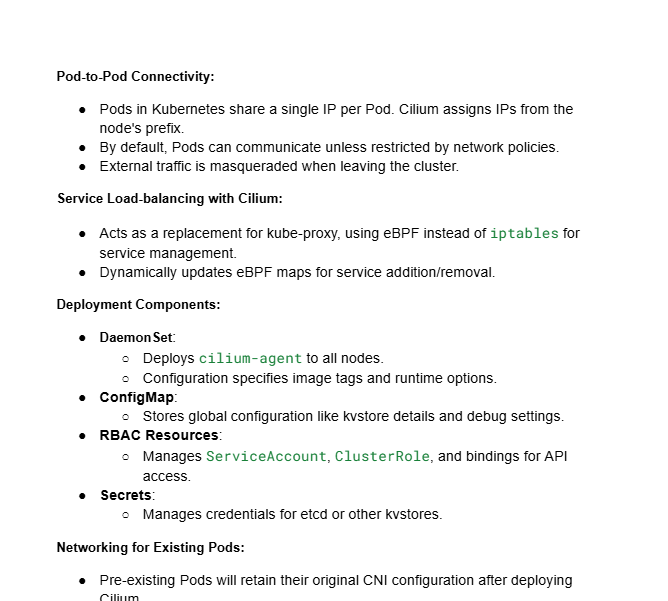 Pod-to-Pod Connectivity:
● Pods in Kubernetes share a single IP per Pod. Cilium assigns IPs from the
node's prefix.
● By default, Pods can communicate unless restricted by network policies.
● External traffic is masqueraded when leaving the cluster.
Service Load-balancing with Cilium:
● Acts as a replacement for kube-proxy, using eBPF instead of iptables for
service management.
● Dynamically updates eBPF maps for service addition/removal.
Deployment Components:
● DaemonSet:
○ Deploys cilium-agent to all nodes.
○ Configuration specifies image tags and runtime options.
● ConfigMap:
○ Stores global configuration like kvstore details and debug settings.
● RBAC Resources:
○ Manages ServiceAccount, ClusterRole, and bindings for API
access.
● Secrets:
○ Manages credentials for etcd or other kvstores.
Networking for Existing Pods:
● Pre-existing Pods will retain their original CNI configuration after deploying
Cilium.